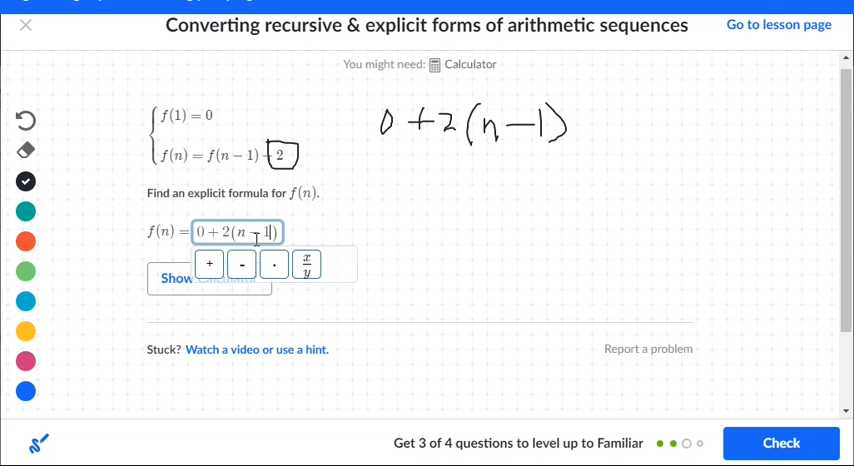 Converting recursive & explicit forms of arithmetic sequences
Go to lesson page
You might need: Calculator
f(1) = 0
f(n) = f(n − 1) + 2
0 + 2(n − 1)
Find an explicit formula for f(n).
f(n) = 0 + 2(n − 1)
+ - · x/y
Show
Stuck? Watch a video or use a hint.
Report a problem
Get 3 of 4 questions to level up to Familiar
Check